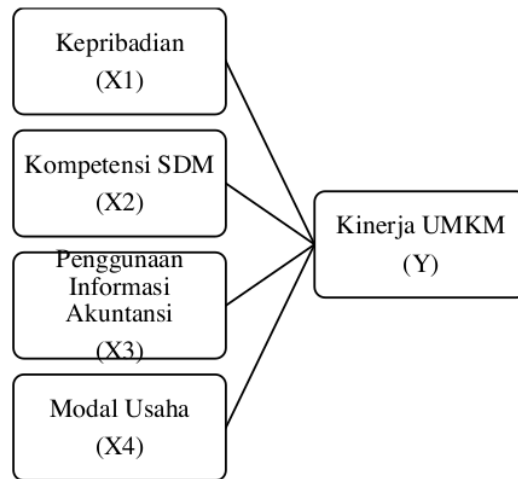 Kepribadian
(X1)
Kompetensi SDM
(X2)
Penggunaan
Informasi
Akuntansi
(X3)
Modal Usaha
(X4)
Kinerja UMKM
(Y)